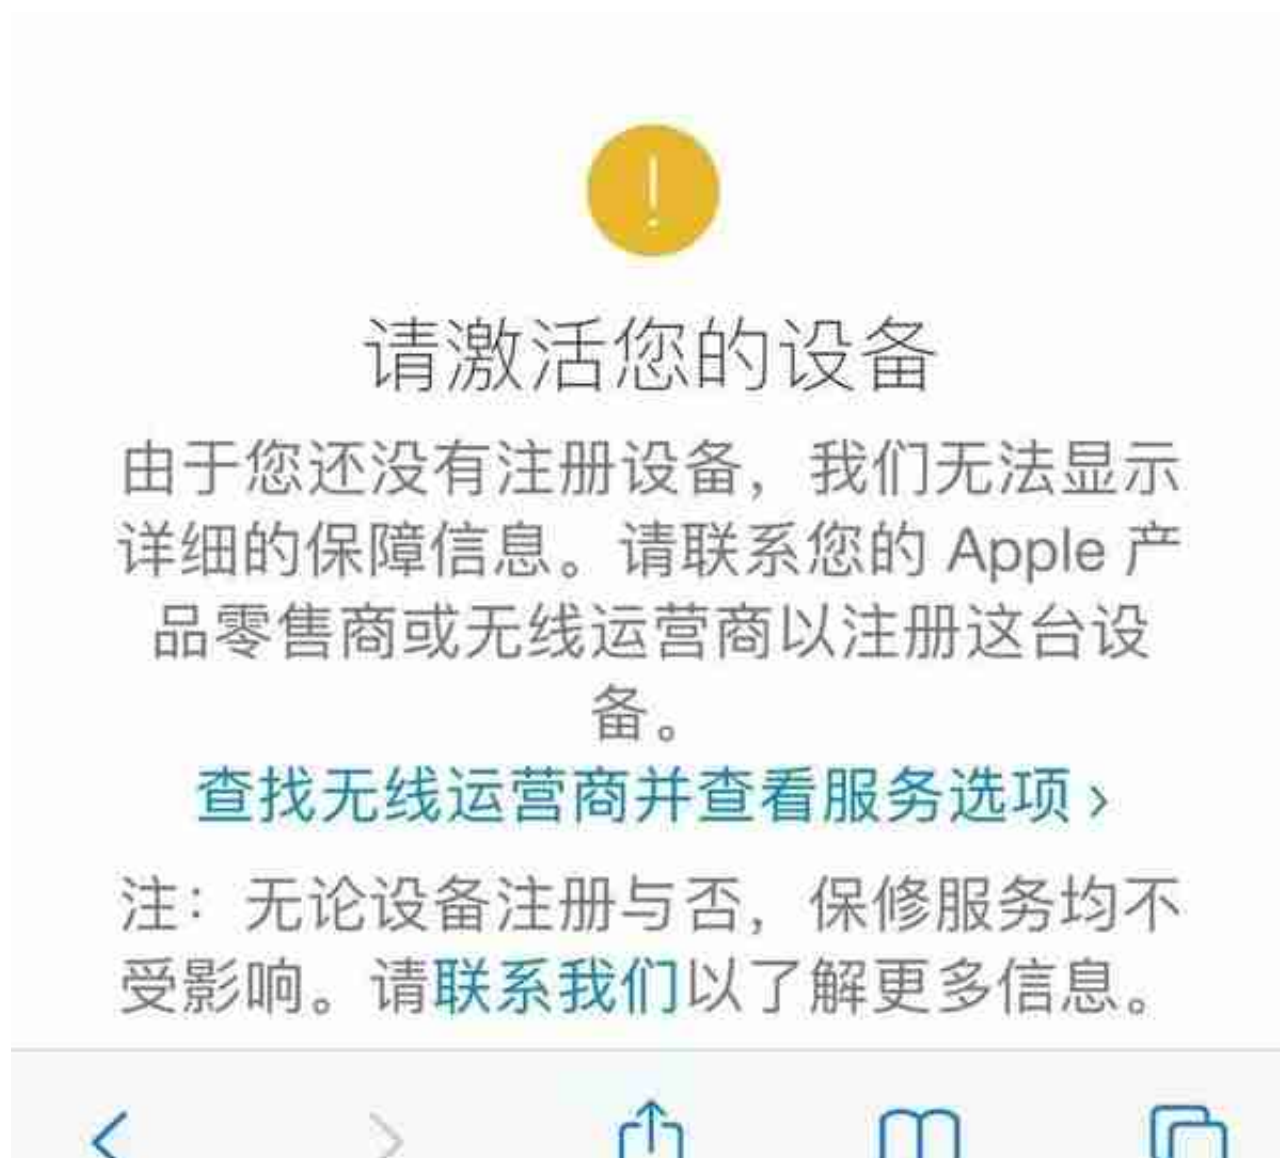 请激活您的设备
由于您还没有注册设备，我们无法显示
详细的保障信息。请联系您的 Apple 产
品零售商或无线运营商以注册这台设
备。
查找无线运营商并查看服务选项 ›
注：无论设备注册与否，保修服务均不
受影响。请联系我们以了解更多信息。